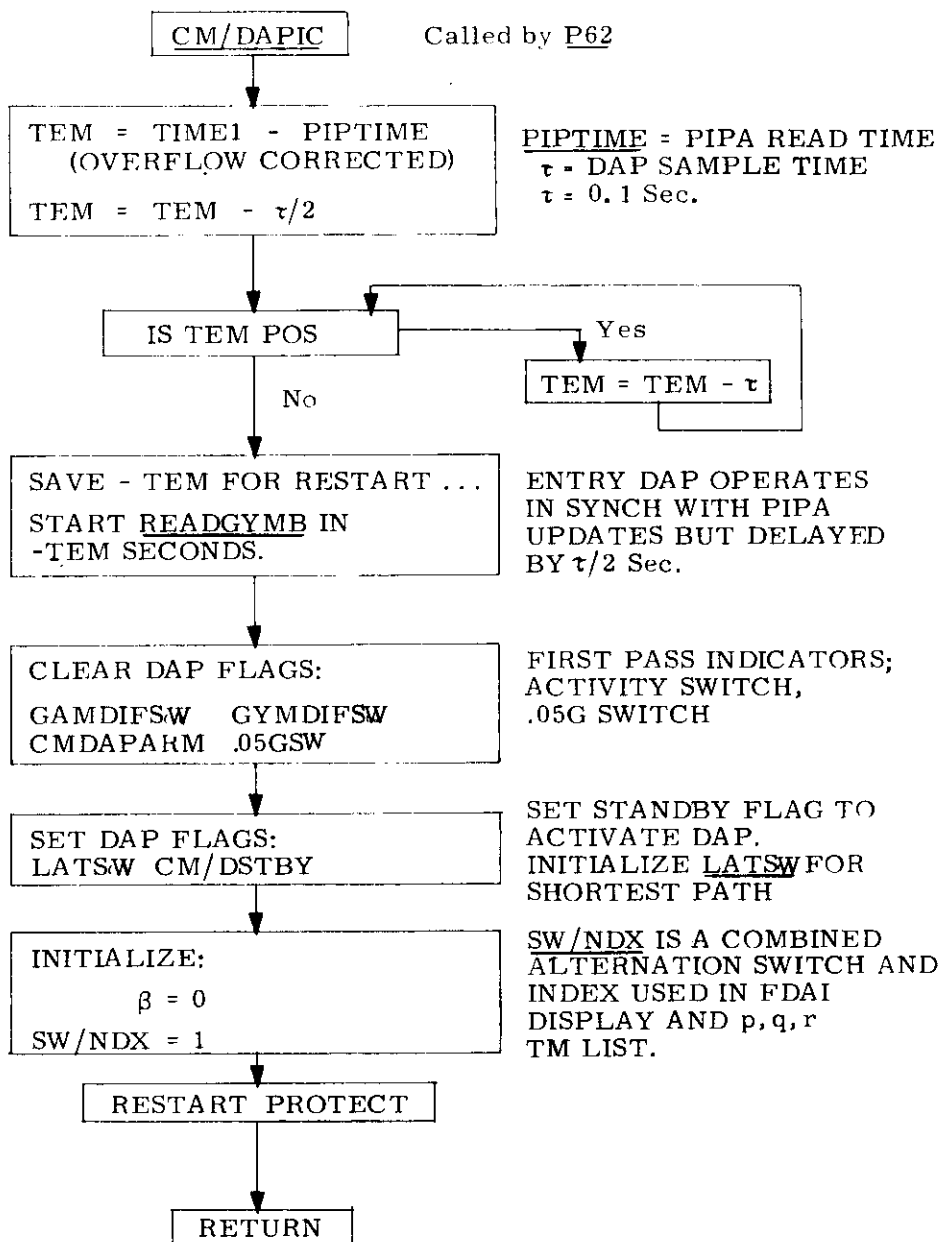 CM/DAPIC
Called by P62
TEM = TIME1 - PIPTIME
(OVERFLOW CORRECTED)
TEM = TEM - τ/2
PIPTIME = PIPA READ TIME
τ = DAP SAMPLE TIME
τ = 0.1 Sec.
IS TEM POS
Yes
TEM = TEM - τ
No
SAVE - TEM FOR RESTART ...
START READGYMB IN
-TEM SECONDS.
ENTRY DAP OPERATES
IN SYNCH WITH PIPA
UPDATES BUT DELAYED
BY τ/2 Sec.
CLEAR DAP FLAGS:
GAMDIFSW GYMDIFSW
CMDAPARM .05GSW
FIRST PASS INDICATORS;
ACTIVITY SWITCH,
.05G SWITCH
SET DAP FLAGS:
LATSW CM/DSTBY
SET STANDBY FLAG TO
ACTIVATE DAP.
INITIALIZE LATSW FOR
SHORTEST PATH
INITIALIZE:
β = 0
SW/NDX = 1
SW/NDX IS A COMBINED
ALTERNATION SWITCH AND
INDEX USED IN FDAI
DISPLAY AND p,q,r
TM LIST.
RESTART PROTECT
RETURN